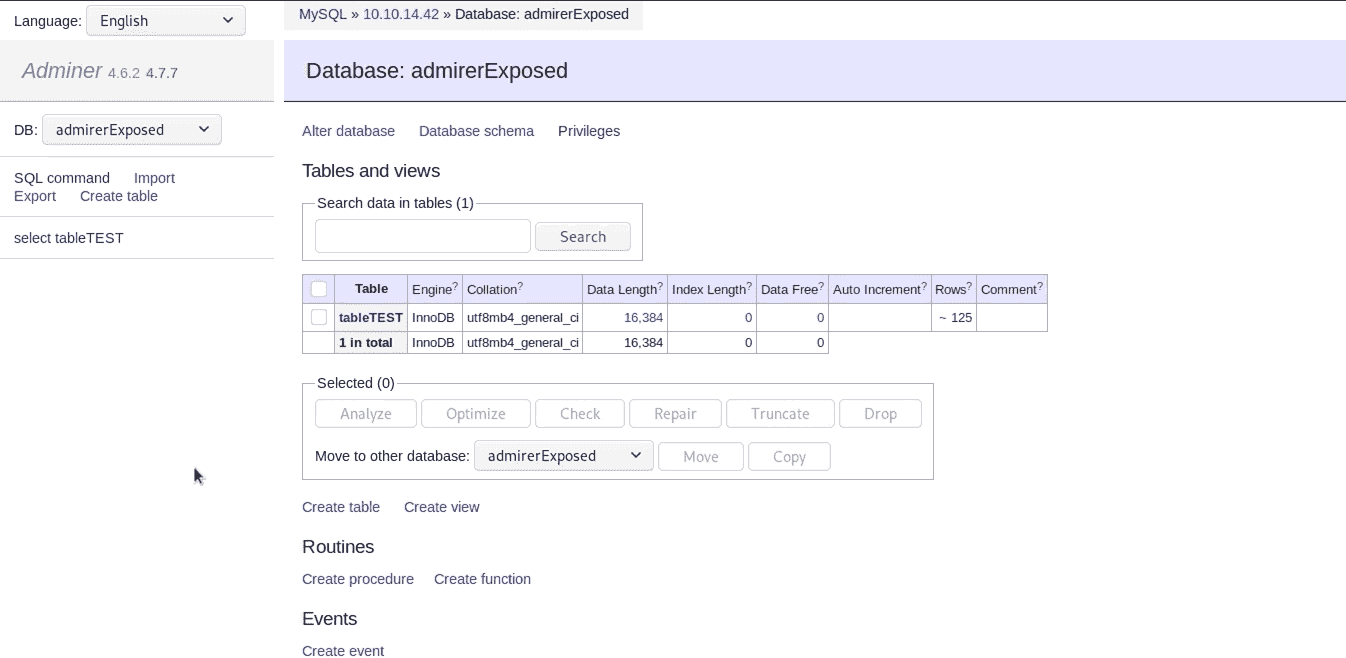 Language: English
MySQL » 10.10.14.42 » Database: admirerExposed
Adminer 4.6.2 4.7.7
Database: admirerExposed
DB: admirerExposed
Alter database Database schema Privileges
SQL command Import
Export Create table
select tableTEST
Tables and views
Search data in tables (1)
Search
Table Engine? Collation? Data Length? Index Length? Data Free? Auto Increment? Rows? Comment?
tableTEST InnoDB utf8mb4_general_ci 16,384 0 0 ~ 125
1 in total InnoDB utf8mb4_general_ci 16,384 0 0
Selected (0)
Analyze Optimize Check Repair Truncate Drop
Move to other database: admirerExposed Move Copy
Create table Create view
Routines
Create procedure Create function
Events
Create event